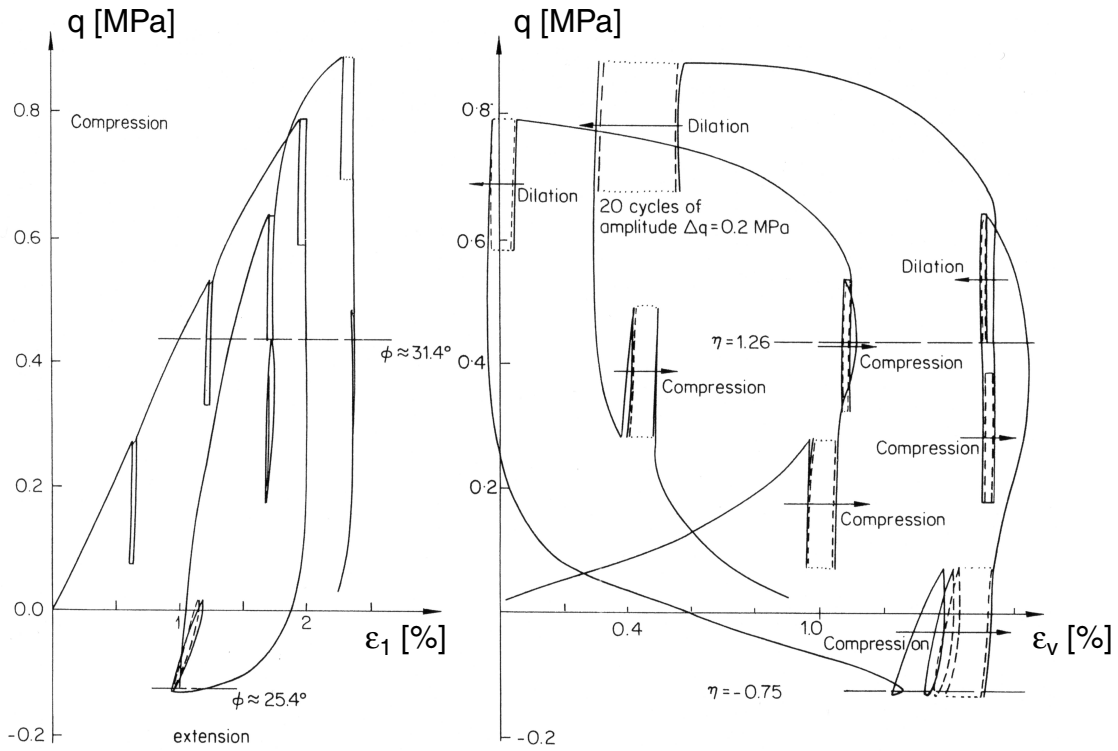 q [MPa]
0.8
Compression
0.6
0.4
ϕ≈31.4°
0.2
0.0
1
2
ε1 [%]
ϕ≈25.4°
-0.2
extension
q [MPa]
0.8
Dilation
Dilation
20 cycles of
amplitude Δq=0.2 MPa
0.6
Dilation
η=1.26
0.4
Compression
Compression
Compression
0.2
Compression
0.4
1.0
Compression
εv [%]
η=-0.75
-0.2